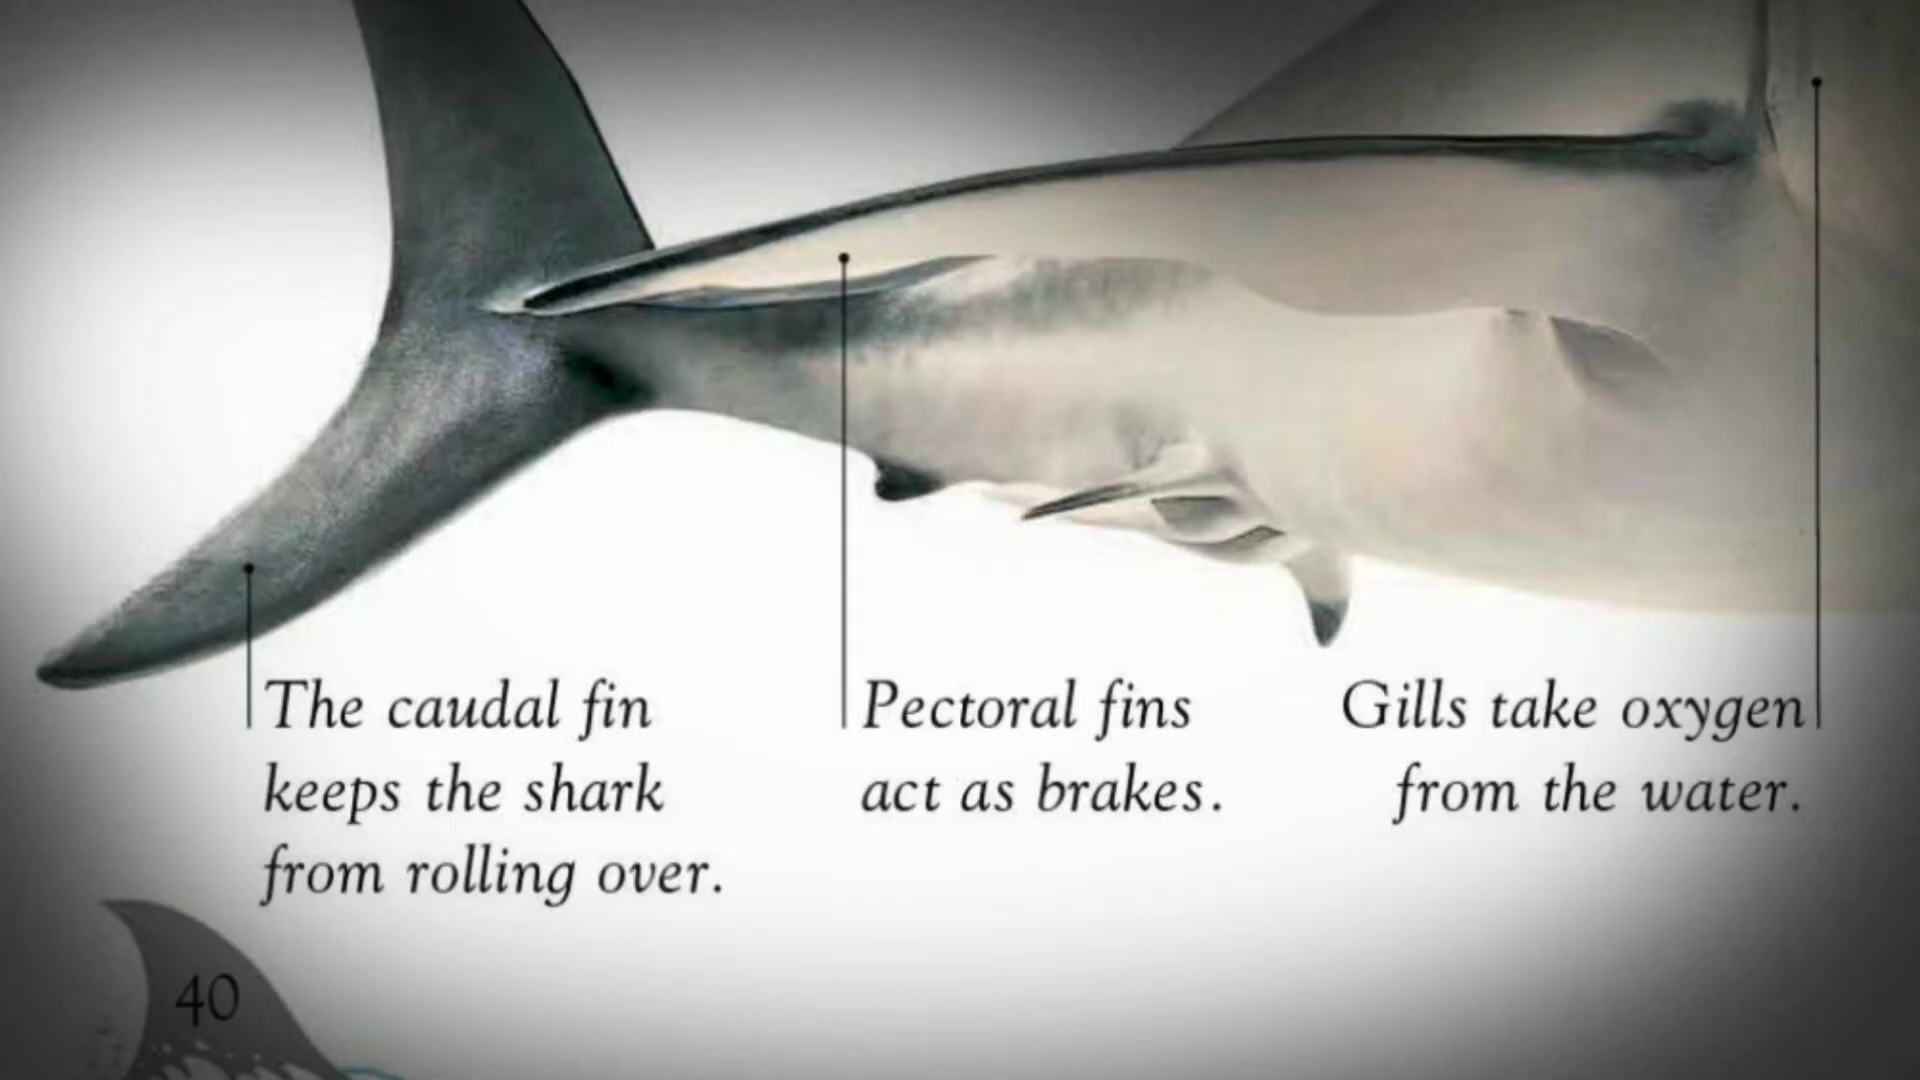 The caudal fin
keeps the shark
from rolling over.
Pectoral fins
act as brakes.
Gills take oxygen
from the water.
40